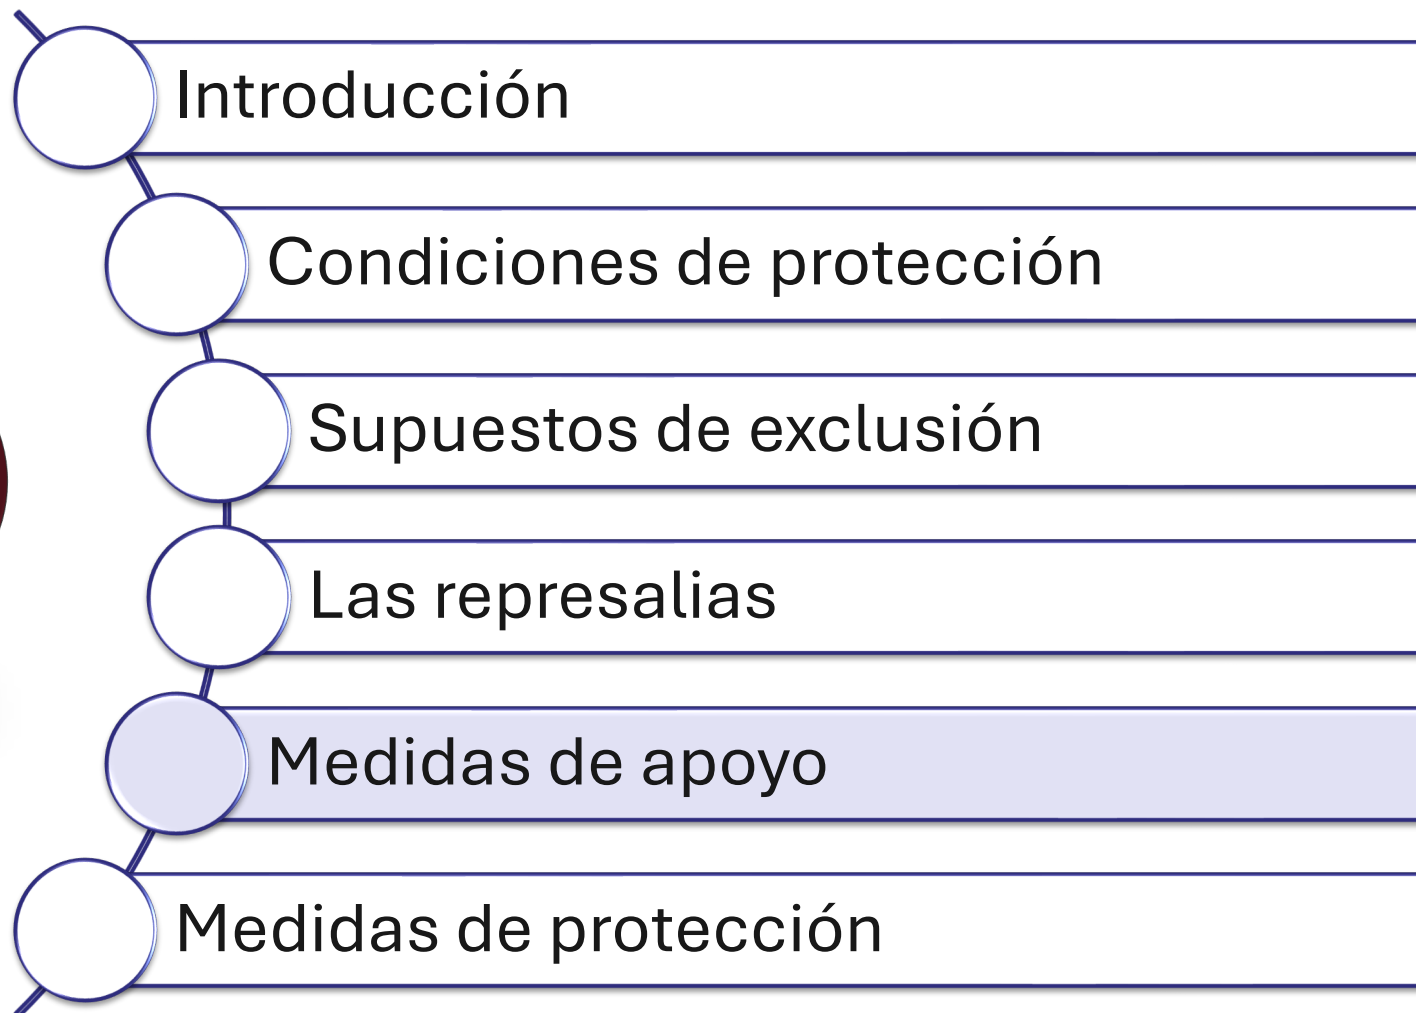 Introducción
Condiciones de protección
Supuestos de exclusión
Las represalias
Medidas de apoyo
Medidas de protección